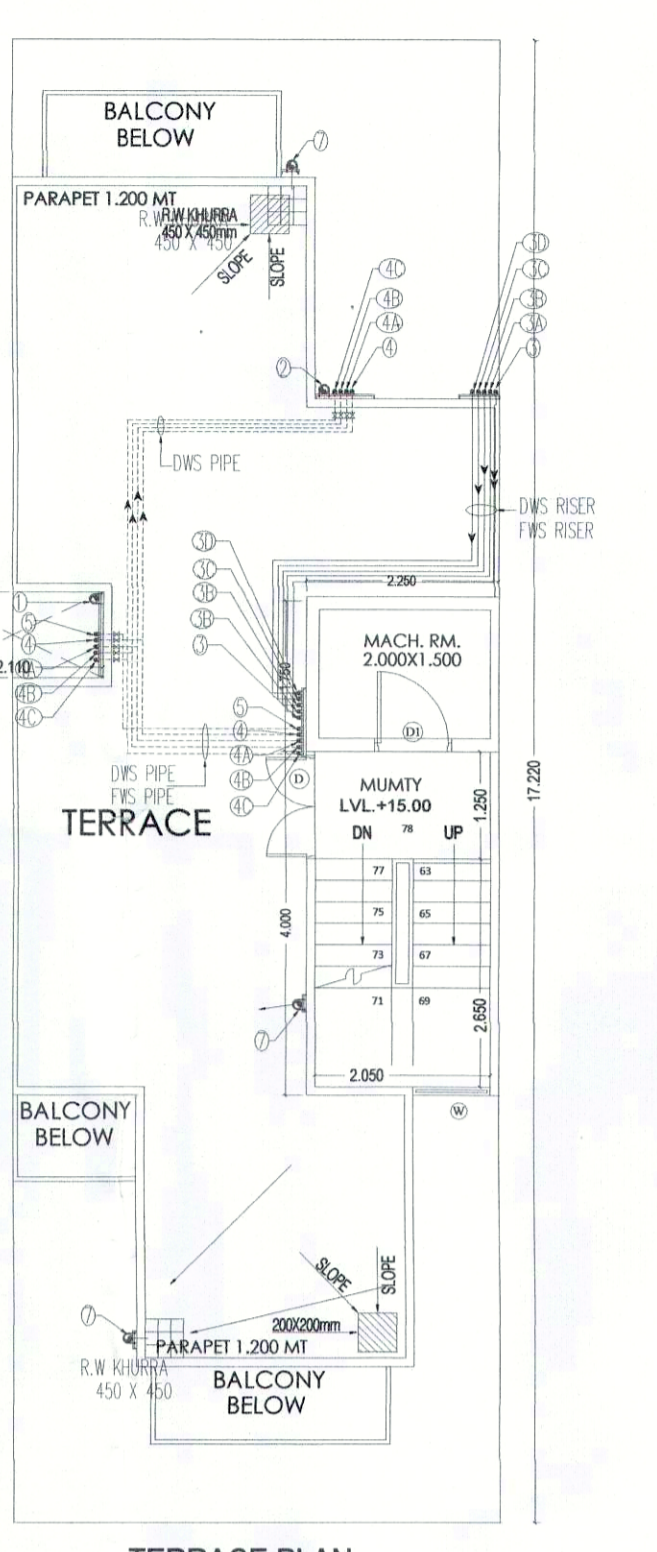 BALCONY
BELOW
7
PARAPET 1.200 MT
R.W KHURRA
450 X 450mm
450 X 450
SLOPE
SLOPE
3D
4C
3C
4B
3B
4A
3A
4
3
2
DWS PIPE
DWS RISER
FWS RISER
3D
3C
3B
3B
3
2.250
1
5
4
4B
4C
MACH. RM.
2.000X1.500
D1
5
4
4A
4B
4C
D
DWS PIPE
FWS PIPE
TERRACE
MUMTY
LVL.+15.00
DN 78 UP
1.250
17.220
77 63
75 65
73 67
71 69
4.000
7
2.650
2.050
W
BALCONY
BELOW
SLOPE
SLOPE
7
200X200mm
PARAPET 1.200 MT
R.W KHURRA
450 X 450
BALCONY
BELOW
TERRACE PLAN